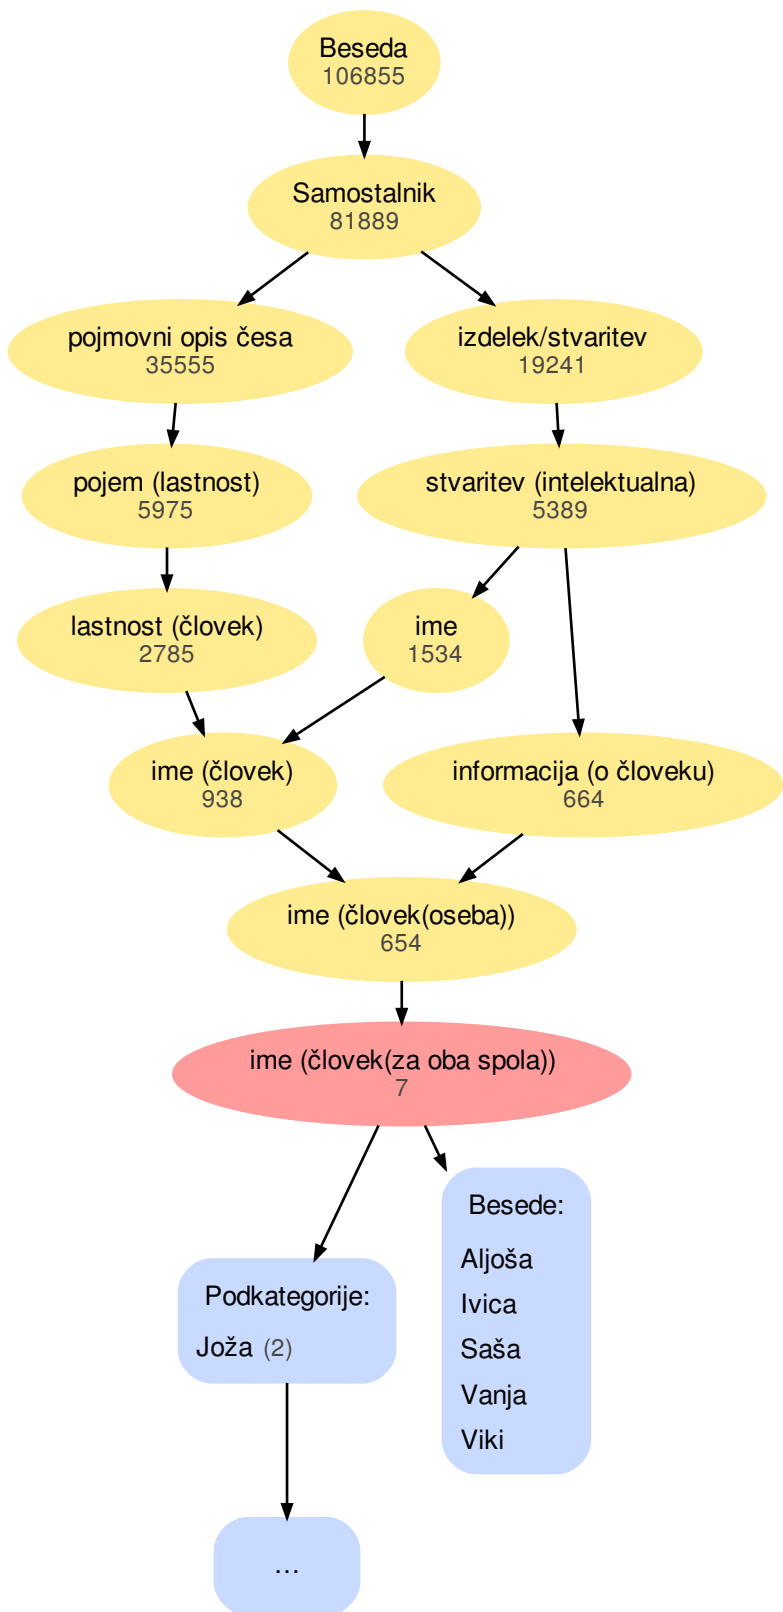 Beseda
106855
Samostalnik
81889
pojmovni opis česa
35555
izdelek/stvaritev
19241
pojem (lastnost)
5975
stvaritev (intelektualna)
5389
lastnost (človek)
2785
ime
1534
ime (človek)
938
informacija (o človeku)
664
ime (človek(oseba))
654
ime (človek(za oba spola))
7
Besede:
Aljoša
Ivica
Saša
Vanja
Viki
Podkategorije:
Joža (2)
...